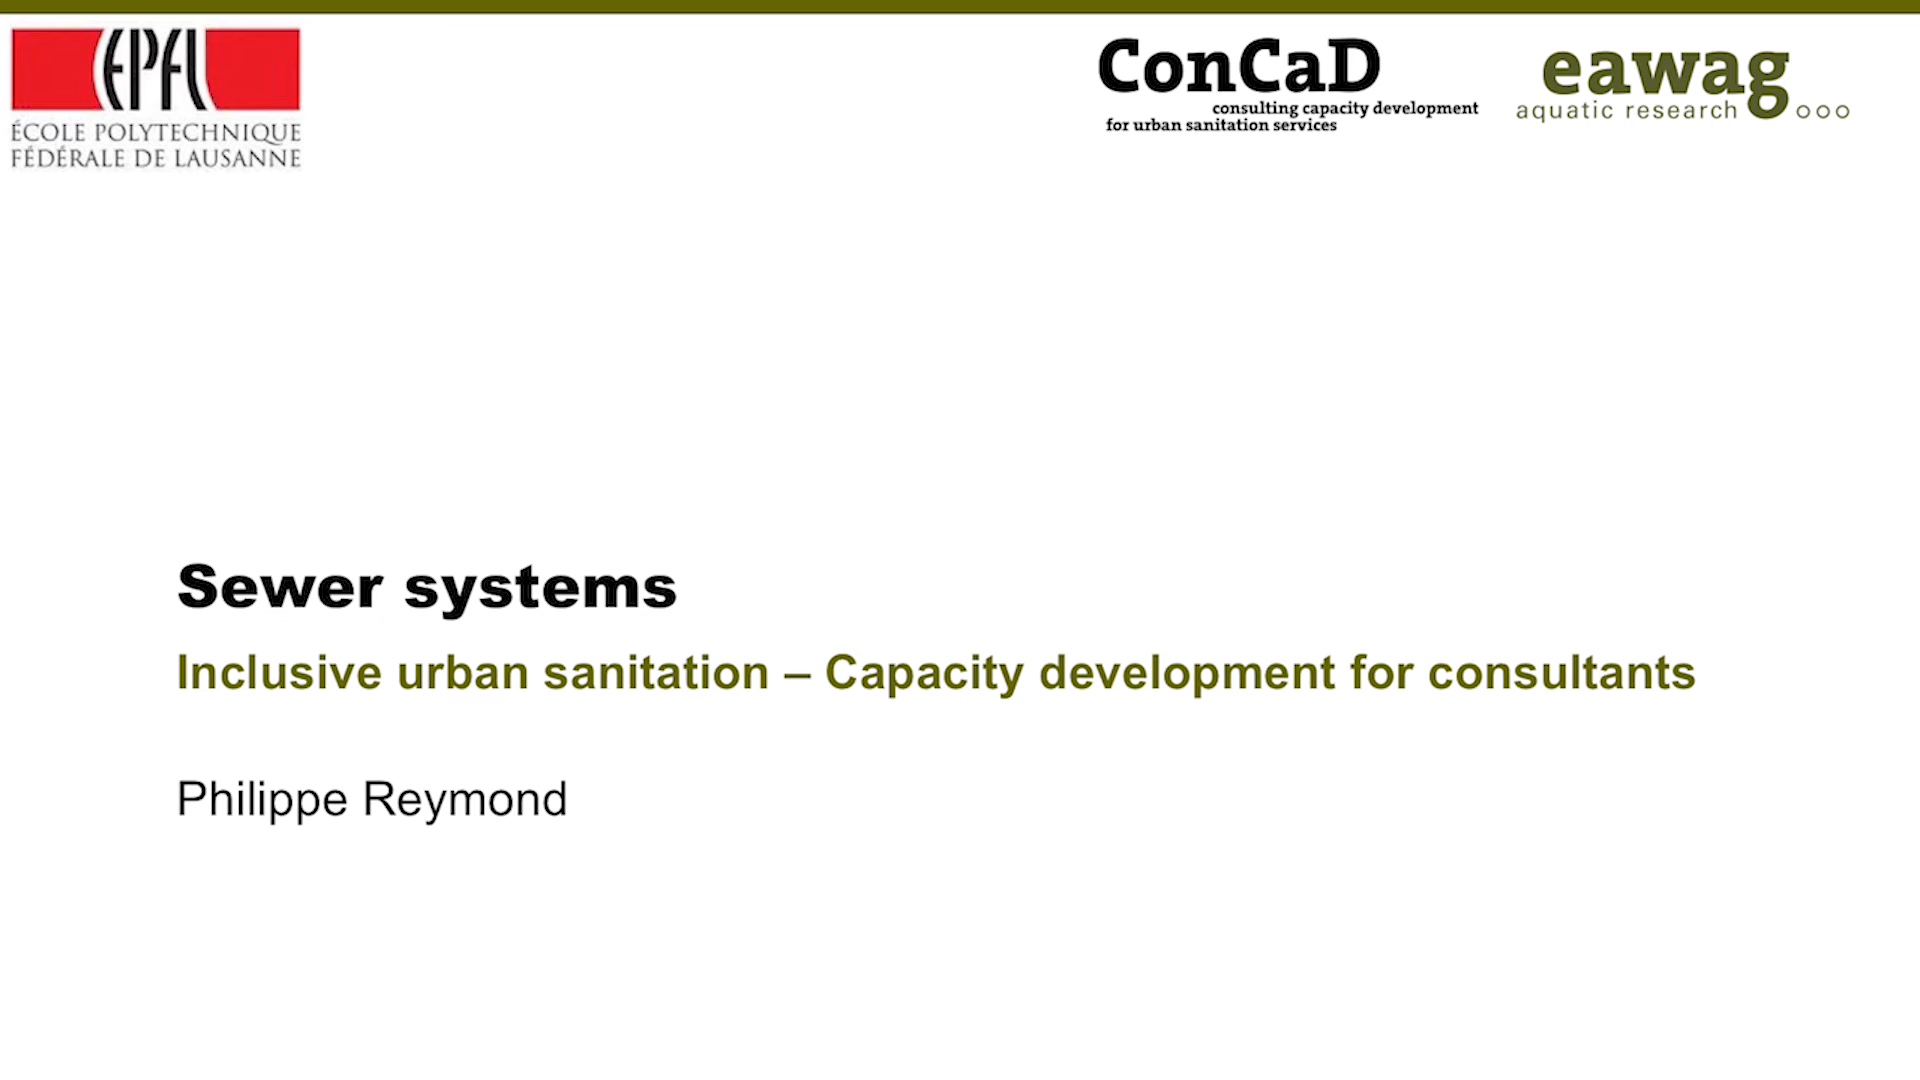 EPFL
ÉCOLE POLYTECHNIQUE
FÉDÉRALE DE LAUSANNE
ConCaD
consulting capacity development
for urban sanitation services
eawag
aquatic research
Sewer systems
Inclusive urban sanitation – Capacity development for consultants
Philippe Reymond